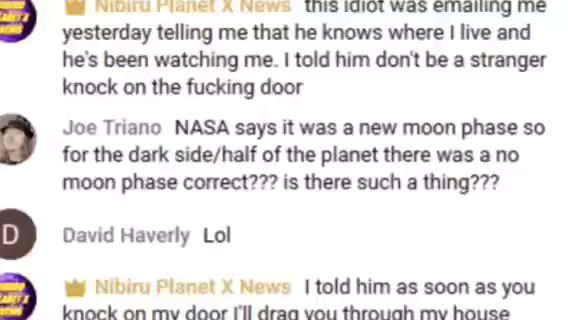 Nibiru Planet X News this idiot was emailing me
yesterday telling me that he knows where I live and
he's been watching me. I told him don't be a stranger
knock on the fucking door
Joe Triano NASA says it was a new moon phase so
for the dark side/half of the planet there was a no
moon phase correct??? is there such a thing???
D
David Haverly Lol
Nibiru Planet X News I told him as soon as you
knock on my door I'll drag you through my house